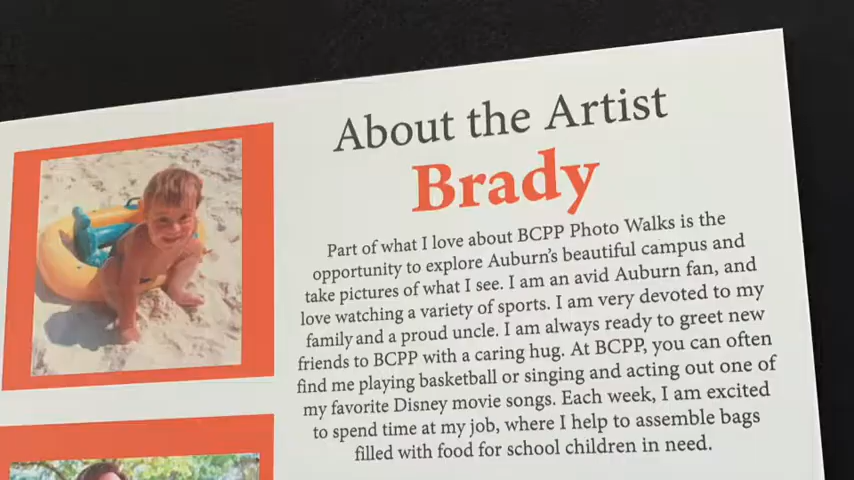 About the Artist
Brady
Part of what I love about BCPP Photo Walks is the
opportunity to explore Auburn's beautiful campus and
take pictures of what I see. I am an avid Auburn fan, and
love watching a variety of sports. I am very devoted to my
family and a proud uncle. I am always ready to greet new
friends to BCPP with a caring hug. At BCPP, you can often
find me playing basketball or singing and acting out one of
my favorite Disney movie songs. Each week, I am excited
to spend time at my job, where I help to assemble bags
filled with food for school children in need.